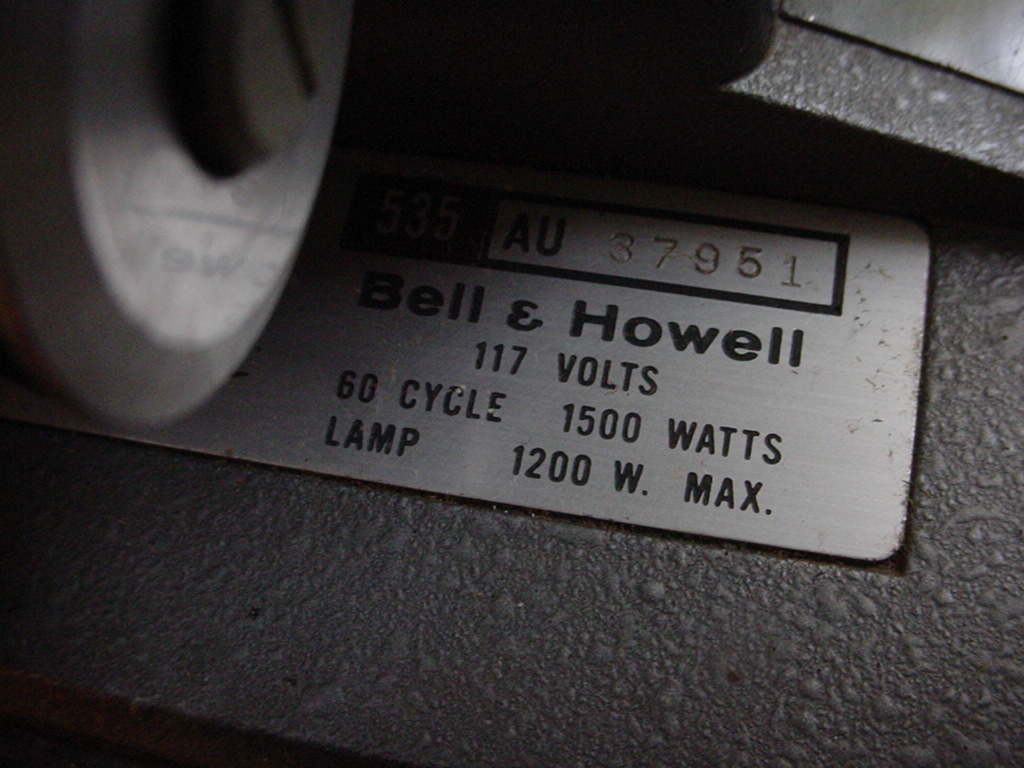 535 AU 37951
Bell & Howell
117 VOLTS
60 CYCLE 1500 WATTS
LAMP 1200 W. MAX.